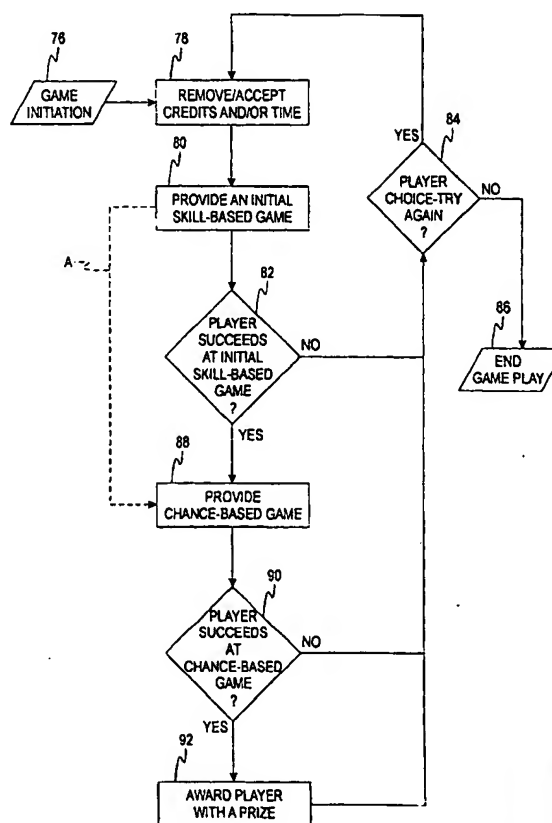 76
GAME
INITIATION
78
REMOVE/ACCEPT
CREDITS AND/OR TIME
80
PROVIDE AN INITIAL
SKILL-BASED GAME
A
82
PLAYER
SUCCEEDS
AT INITIAL
SKILL-BASED
GAME
?
NO
YES
84
YES
PLAYER
CHOICE-TRY
AGAIN
?
NO
86
END
GAME PLAY
88
PROVIDE
CHANCE-BASED GAME
90
PLAYER
SUCCEEDS
AT
CHANCE-BASED
GAME
?
NO
YES
92
AWARD PLAYER
WITH A PRIZE